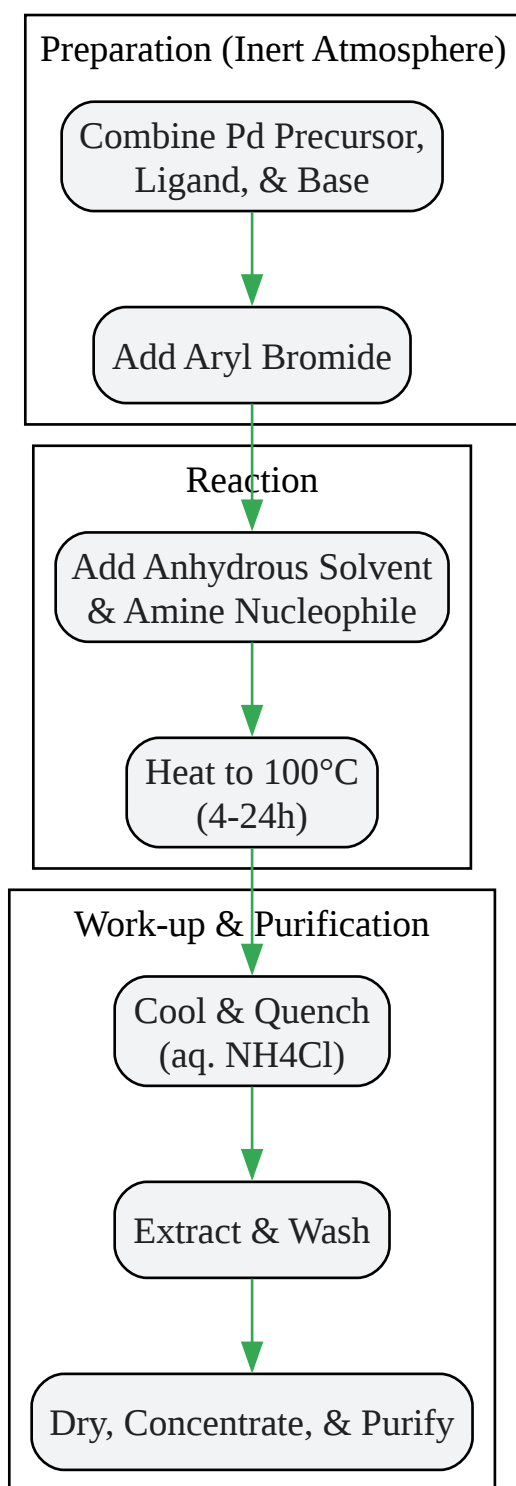 Preparation (Inert Atmosphere)
Combine Pd Precursor,
Ligand, & Base
Add Aryl Bromide
Reaction
Add Anhydrous Solvent
& Amine Nucleophile
Heat to 100°C
(4-24h)
Work-up & Purification
Cool & Quench
(aq. NH4Cl)
Extract & Wash
Dry, Concentrate, & Purify